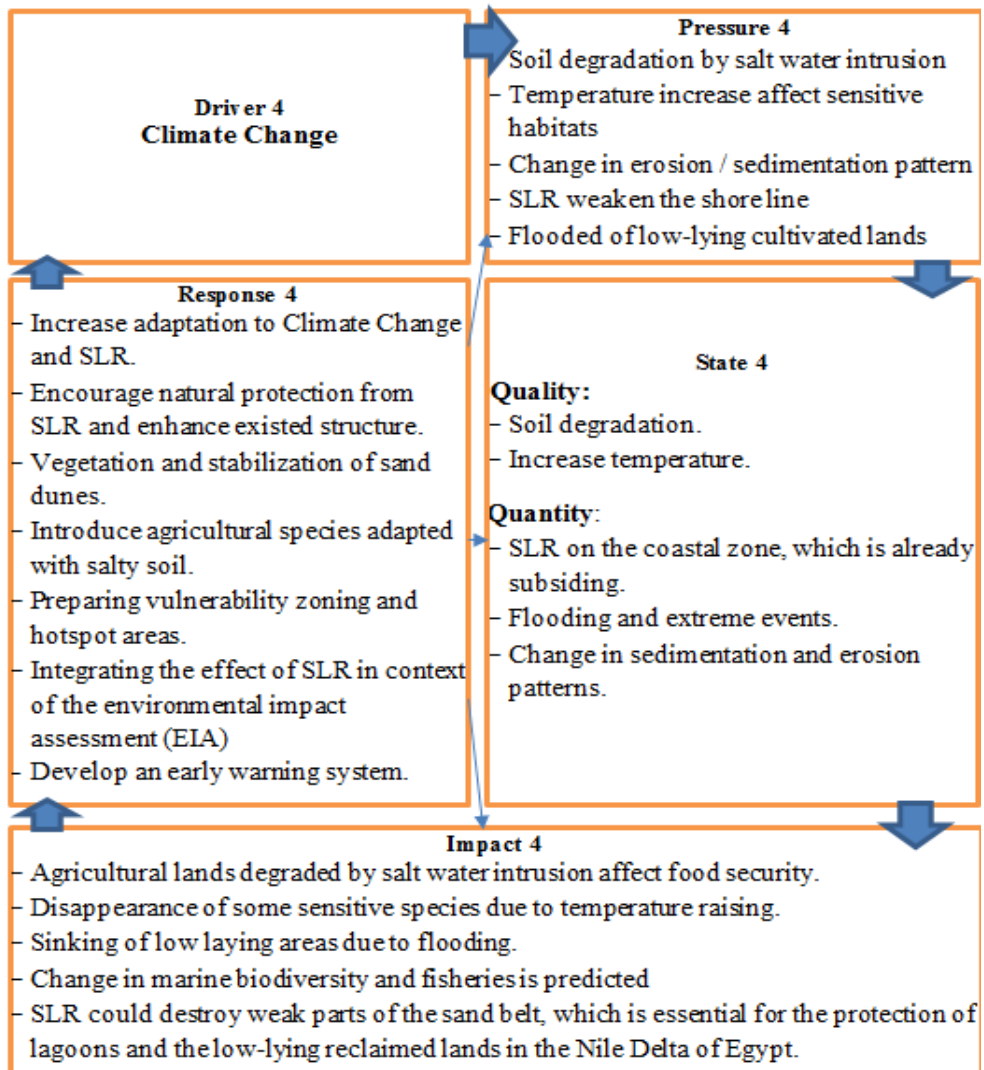 Driver 4
Climate Change
Pressure 4
Soil degradation by salt water intrusion
– Temperature increase affect sensitive
habitats
– Change in erosion / sedimentation pattern
– SLR weaken the shore line
– Flooded of low-lying cultivated lands
State 4
Quality:
– Soil degradation.
– Increase temperature.
Quantity:
– SLR on the coastal zone, which is already
subsiding.
– Flooding and extreme events.
– Change in sedimentation and erosion
patterns.
Response 4
– Increase adaptation to Climate Change
and SLR.
– Encourage natural protection from
SLR and enhance existed structure.
– Vegetation and stabilization of sand
dunes.
– Introduce agricultural species adapted
with salty soil.
– Preparing vulnerability zoning and
hotspot areas.
– Integrating the effect of SLR in context
of the environmental impact
assessment (EIA)
– Develop an early warning system.
Impact 4
– Agricultural lands degraded by salt water intrusion affect food security.
– Disappearance of some sensitive species due to temperature raising.
– Sinking of low laying areas due to flooding.
– Change in marine biodiversity and fisheries is predicted
– SLR could destroy weak parts of the sand belt, which is essential for the protection of
lagoons and the low-lying reclaimed lands in the Nile Delta of Egypt.